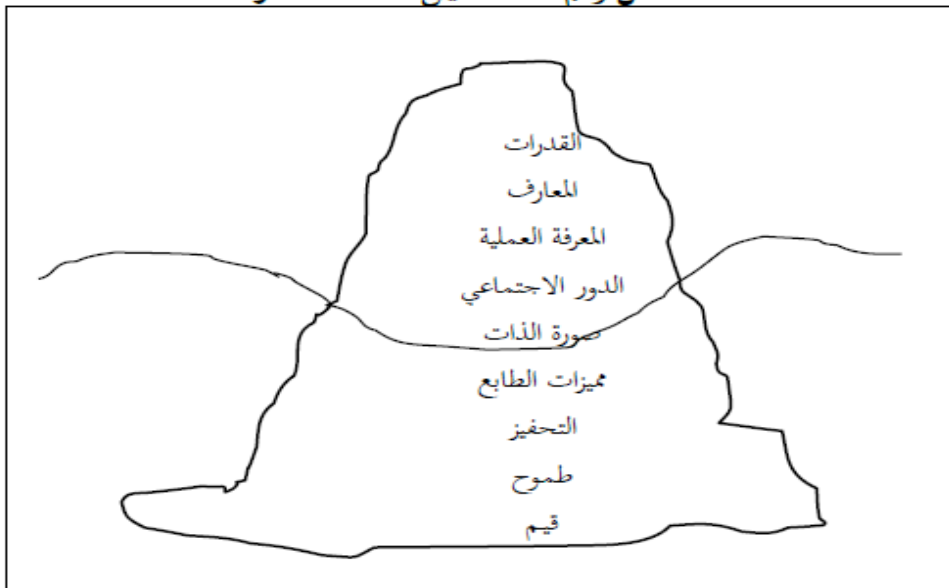 القدرات
المعارف
المعرفة العملية
الدور الاجتماعي
صورة الذات
مميزات الطابع
التحفيز
طموح
قيم